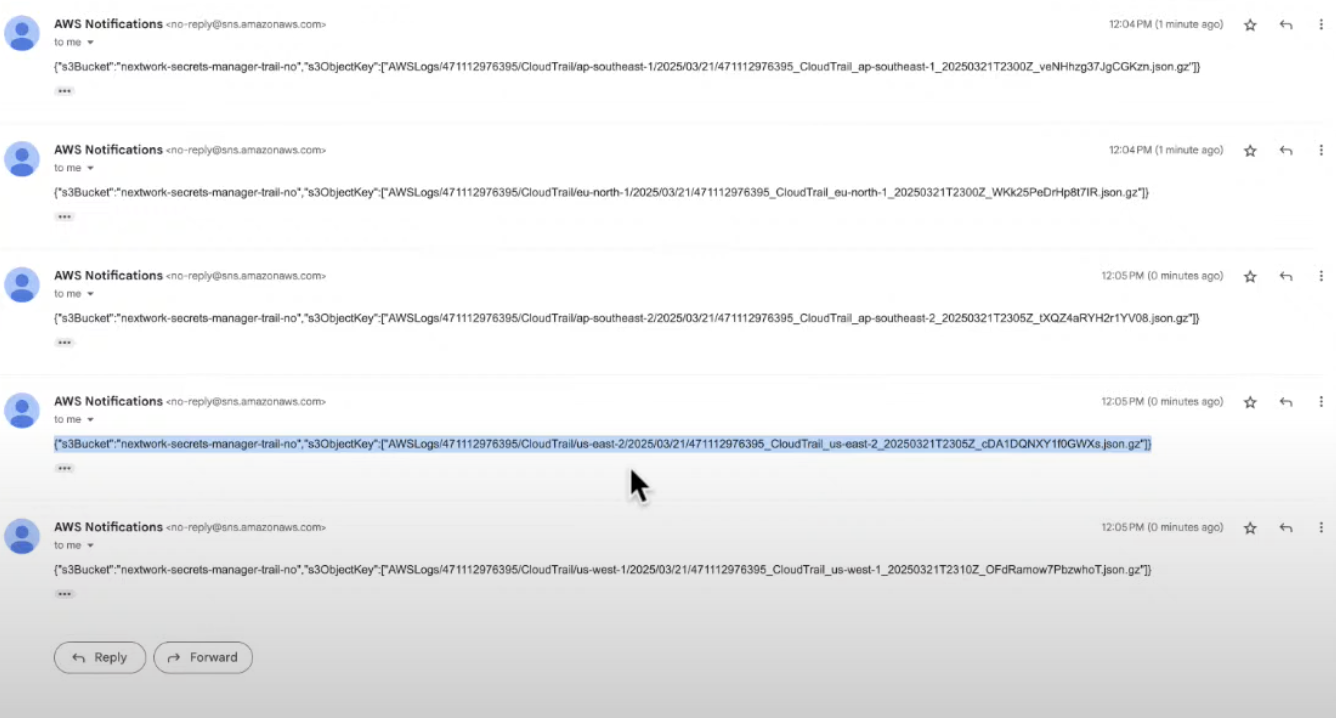 AWS Notifications <no-reply@sns.amazonaws.com> 12:04 PM (1 minute ago)
to me
{"s3Bucket":"nextwork-secrets-manager-trail-no","s3ObjectKey":["AWSLogs/471112976395/CloudTrail/ap-southeast-1/2025/03/21/471112976395_CloudTrail_ap-southeast-1_20250321T2300Z_veNHhzg37JgCGKzn.json.gz"]}
AWS Notifications <no-reply@sns.amazonaws.com> 12:04 PM (1 minute ago)
to me
{"s3Bucket":"nextwork-secrets-manager-trail-no","s3ObjectKey":["AWSLogs/471112976395/CloudTrail/eu-north-1/2025/03/21/471112976395_CloudTrail_eu-north-1_20250321T2300Z_WKk25PeDrHp8t7IR.json.gz"]}
AWS Notifications <no-reply@sns.amazonaws.com> 12:05 PM (0 minutes ago)
to me
{"s3Bucket":"nextwork-secrets-manager-trail-no","s3ObjectKey":["AWSLogs/471112976395/CloudTrail/ap-southeast-2/2025/03/21/471112976395_CloudTrail_ap-southeast-2_20250321T2305Z_tXQZ4aRYH2r1YV08.json.gz"]}
AWS Notifications <no-reply@sns.amazonaws.com> 12:05 PM (0 minutes ago)
to me
{"s3Bucket":"nextwork-secrets-manager-trail-no","s3ObjectKey":["AWSLogs/471112976395/CloudTrail/us-east-2/2025/03/21/471112976395_CloudTrail_us-east-2_20250321T2305Z_cDA1DQNXY1f0GWXs.json.gz"]}
AWS Notifications <no-reply@sns.amazonaws.com> 12:05 PM (0 minutes ago)
to me
{"s3Bucket":"nextwork-secrets-manager-trail-no","s3ObjectKey":["AWSLogs/471112976395/CloudTrail/us-west-1/2025/03/21/471112976395_CloudTrail_us-west-1_20250321T2310Z_OFdRamow7PbzwhoT.json.gz"]}
Reply Forward